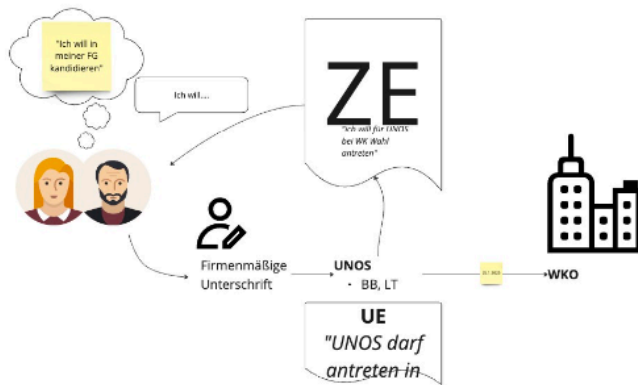 "Ich will in
meiner FG
kandidieren"
Ich will....
ZE
"Ich will für UNOS
bei WK Wahl
antreten"
Firmenmäßige
Unterschrift
UNOS
• BB, LT
WKO
UE
"UNOS darf
antreten in